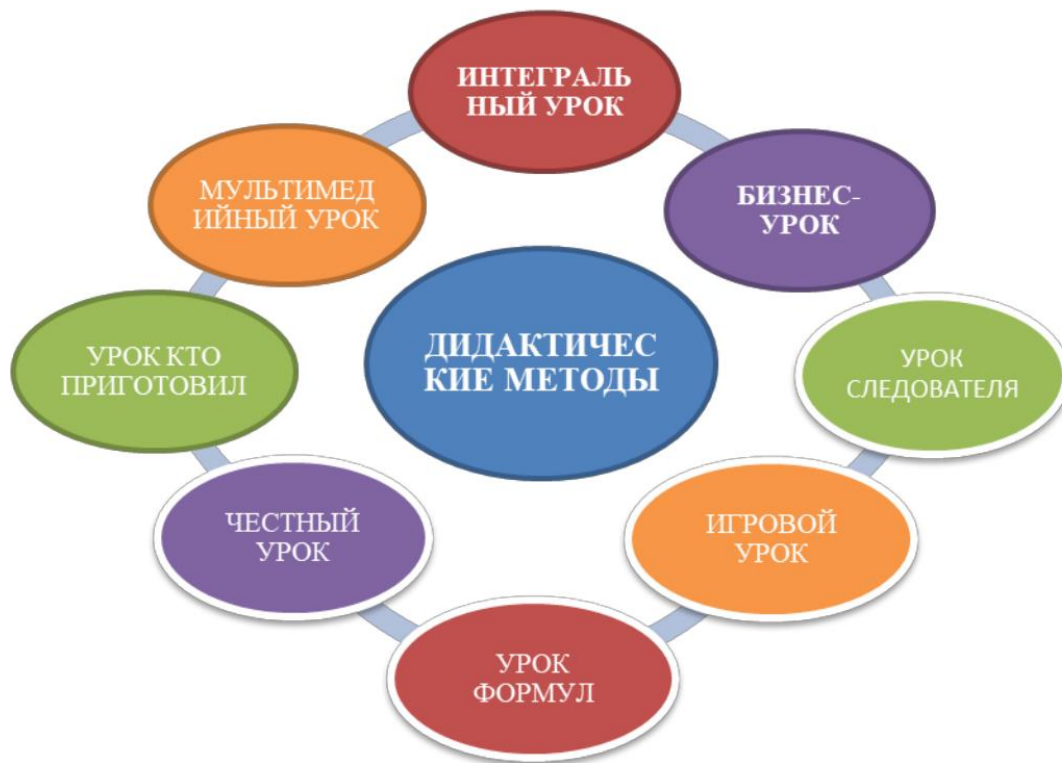 ИНТЕГРАЛЬ
НЫЙ УРОК
БИЗНЕС-
УРОК
УРОК
СЛЕДОВАТЕЛЯ
ИГРОВОЙ
УРОК
УРОК
ФОРМУЛ
ЧЕСТНЫЙ
УРОК
УРОК КТО
ПРИГОТОВИЛ
МУЛЬТИМЕД
ИЙНЫЙ УРОК
ДИДАКТИЧЕС
КИЕ МЕТОДЫ